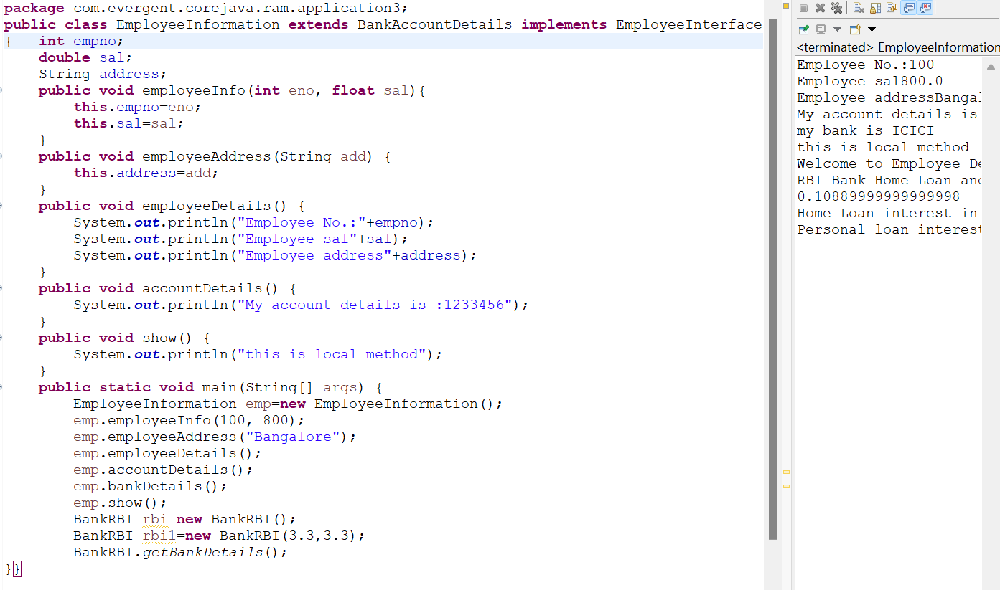 package com.evergent.corejava.ram.application3;
public class EmployeeInformation extends BankAccountDetails implements EmployeeInterface
{ int empno;
double sal;
String address;
public void employeeInfo(int eno, float sal){
this.empno=eno;
this.sal=sal;
}
public void employeeAddress(String add) {
this.address=add;
}
public void employeeDetails() {
System.out.println("Employee No.:"+empno);
System.out.println("Employee sal"+sal);
System.out.println("Employee address"+address);
}
public void accountDetails() {
System.out.println("My account details is :1233456");
}
public void show() {
System.out.println("this is local method");
}
public static void main(String[] args) {
EmployeeInformation emp=new EmployeeInformation();
emp.employeeInfo(100, 800);
emp.employeeAddress("Bangalore");
emp.employeeDetails();
emp.accountDetails();
emp.bankDetails();
emp.show();
BankRBI rbi=new BankRBI();
BankRBI rbi1=new BankRBI(3.3,3.3);
BankRBI.getBankDetails();
}}
<terminated> EmployeeInformation
Employee No.:100
Employee sal800.0
Employee addressBangal
My account details is
my bank is ICICI
this is local method
Welcome to Employee De
RBI Bank Home Loan and
0.10889999999999998
Home Loan interest in
Personal loan interest